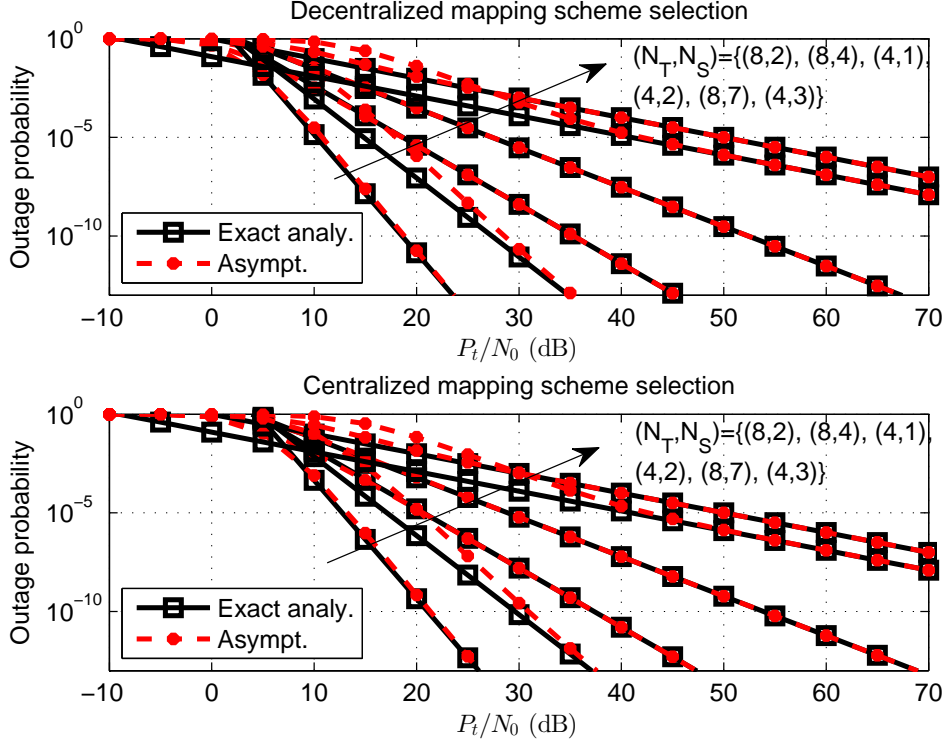 Decentralized mapping scheme selection
Outage probability
10^0
10^-5
10^-10
(N_T,N_S)={(8,2), (8,4), (4,1),
(4,2), (8,7), (4,3)}
Exact analy.
Asympt.
−10 0 10 20 30 40 50 60 70
P_t/N_0 (dB)
Centralized mapping scheme selection
Outage probability
10^0
10^-5
10^-10
(N_T,N_S)={(8,2), (8,4), (4,1),
(4,2), (8,7), (4,3)}
Exact analy.
Asympt.
−10 0 10 20 30 40 50 60 70
P_t/N_0 (dB)